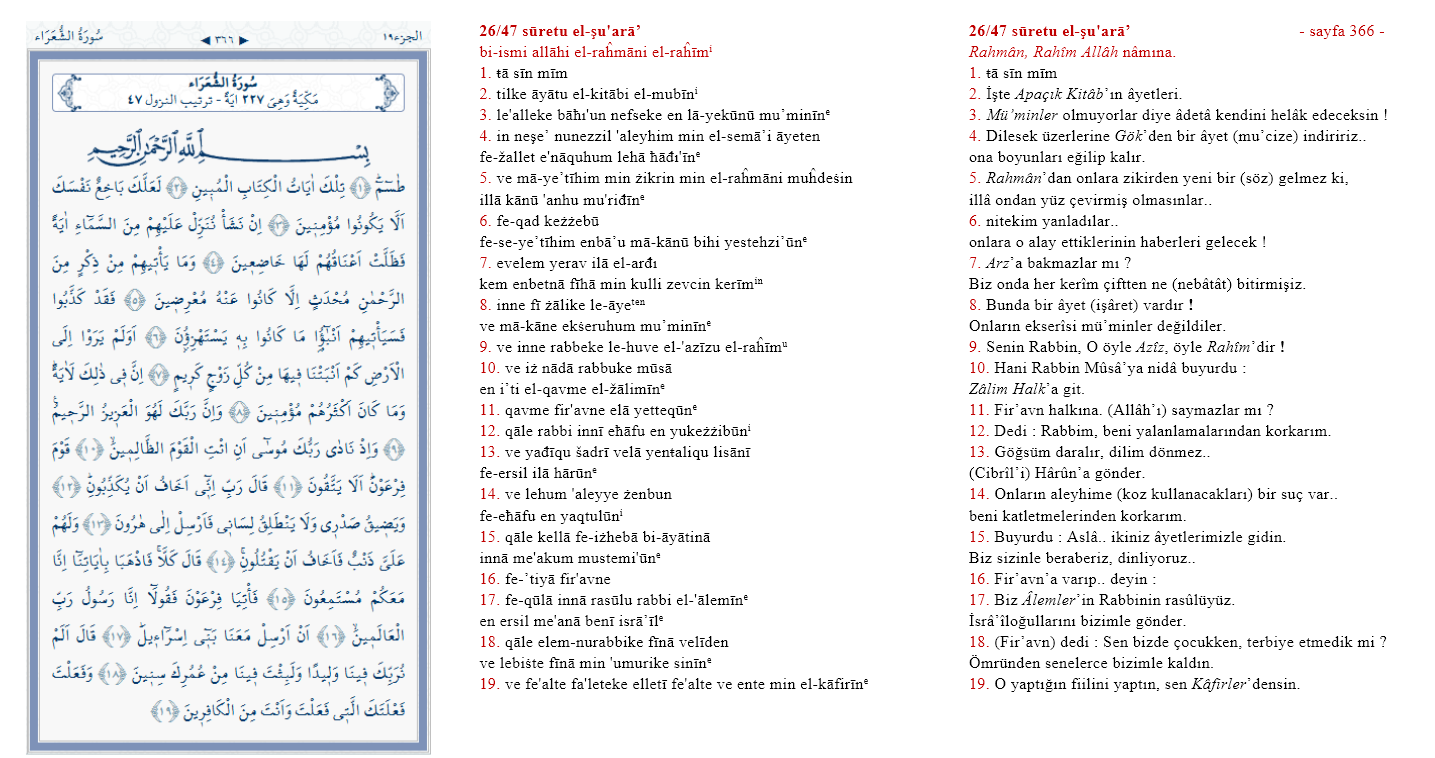 سُورَةُ الشُّعَرَاء
◄ ٣٦٦ ►
الجزء١٩
سُورَةُ الشُّعَرَاء
مَكِّيَّةٌ وَهِيَ ٢٢٧ اٰيَةً - ترتيب النزول ٤٧
بِسْــــمِ اللّٰهِ الرَّحْمٰنِ الرَّحِيمِ
طٰسٓمٓۚ ﴿١﴾ تِلْكَ اٰيَاتُ الْكِتَابِ الْمُبِينِ ﴿٢﴾ لَعَلَّكَ بَاخِعٌ نَفْسَكَ
اَلَّا يَكُونُوا مُؤْمِنِينَ ﴿٣﴾ اِنْ نَشَأْ نُنَزِّلْ عَلَيْهِمْ مِنَ السَّمَٓاءِ اٰيَةً
فَظَلَّتْ اَعْنَاقُهُمْ لَهَا خَاضِعِينَ ﴿٤﴾ وَمَا يَأْتِيهِمْ مِنْ ذِكْرٍ مِنَ
الرَّحْمٰنِ مُحْدَثٍ اِلَّا كَانُوا عَنْهُ مُعْرِضِينَ ﴿٥﴾ فَقَدْ كَذَّبُوا
فَسَيَأْتِيهِمْ اَنْبٰٓؤُ۬ا مَا كَانُوا بِهِ يَسْتَهْزِؤُ۫نَ ﴿٦﴾ اَوَلَمْ يَرَوْا اِلَى
الْاَرْضِ كَمْ اَنْبَتْنَا فِيهَا مِنْ كُلِّ زَوْجٍ كَرِيمٍ ﴿٧﴾ اِنَّ فِي ذٰلِكَ لَاٰيَةًۜ
وَمَا كَانَ اَكْثَرُهُمْ مُؤْمِنِينَ ﴿٨﴾ وَاِنَّ رَبَّكَ لَهُوَ الْعَزِيزُ الرَّحِيمُ۟
﴿٩﴾ وَاِذْ نَادٰى رَبُّكَ مُوسٰٓى اَنِ ائْتِ الْقَوْمَ الظَّالِمِينَۙ ﴿١٠﴾ قَوْمَ
فِرْعَوْنَۜ اَلَا يَتَّقُونَ ﴿١١﴾ قَالَ رَبِّ اِنّٓى اَخَافُ اَنْ يُكَذِّبُونِۜ ﴿١٢﴾
وَيَضِيقُ صَدْرِي وَلَا يَنْطَلِقُ لِسَانِي فَاَرْسِلْ اِلٰى هٰرُونَ ﴿١٣﴾ وَلَهُمْ
عَلَيَّ ذَنْبٌ فَاَخَافُ اَنْ يَقْتُلُونِۚ ﴿١٤﴾ قَالَ كَلَّاۚ فَاذْهَبَا بِاٰيَاتِنَٓا اِنَّا
مَعَكُمْ مُسْتَمِعُونَ ﴿١٥﴾ فَأْتِيَا فِرْعَوْنَ فَقُولَٓا اِنَّا رَسُولُ رَبِّ
الْعَالَمِينَۙ ﴿١٦﴾ اَنْ اَرْسِلْ مَعَنَا بَنٓي اِسْرَٓائِيلَۜ ﴿١٧﴾ قَالَ اَلَمْ
نُرَبِّكَ فِينَا وَلِيدًا وَلَبِثْتَ فِينَا مِنْ عُمُرِكَ سِنِينَۙ ﴿١٨﴾ وَفَعَلْتَ
فَعْلَتَكَ الَّتِي فَعَلْتَ وَاَنْتَ مِنَ الْكَافِرِينَ ﴿١٩﴾
26/47 sūretu el-şu'arā’
bi-ismi allāhi el-raĥmāni el-raĥīmⁱ
1. ŧā sīn mīm
2. tilke āyātu el-kitābi el-mubīnⁱ
3. le'alleke bāħi'un nefseke en lā-yekūnū mu’minīnᵉ
4. in neşe’ nunezzil 'aleyhim min el-semā’i āyeten
fe-žallet e'nāquhum lehā ħāđı'īnᵉ
5. ve mā-ye’tīhim min żikrin min el-raĥmāni muĥdeŝin
illā kānū 'anhu mu'riđīnᵉ
6. fe-qad keżżebū
fe-se-ye’tīhim enbā’u mā-kānū bihi yestehzi’ūnᵉ
7. evelem yerav ilā el-arđı
kem enbetnā fīhā min kulli zevcin kerīmⁱⁿ
8. inne fī żālike le-āyeᵗᵉⁿ
ve mā-kāne ekŝeruhum mu’minīnᵉ
9. ve inne rabbeke le-huve el-'azīzu el-raĥīmᵘ
10. ve iż nādā rabbuke mūsā
en i’ti el-qavme el-žālimīnᵉ
11. qavme fir'avne elā yetteqūnᵉ
12. qāle rabbi innī eħāfu en yukeżżibūnⁱ
13. ve yađīqu šadrī velā yenŧaliqu lisānī
fe-ersil ilā hārūnᵉ
14. ve lehum 'aleyye żenbun
fe-eħāfu en yaqtulūnⁱ
15. qāle kellā fe-iżhebā bi-āyātinā
innā me'akum mustemi'ūnᵉ
16. fe-’tiyā fir'avne
17. fe-qūlā innā rasūlu rabbi el-'ālemīnᵉ
en ersil me'anā benī isrā’īlᵉ
18. qāle elem-nurabbike fīnā velīden
ve lebiŝte fīnā min 'umurike sinīnᵉ
19. ve fe'alte fa'leteke elletī fe'alte ve ente min el-kāfirīnᵉ
26/47 sūretu el-şu'arā’ - sayfa 366 -
Rahmân, Rahîm Allâh nâmına.
1. ŧā sīn mīm
2. İşte Apaçık Kitâb’ın âyetleri.
3. Mü’minler olmuyorlar diye âdetâ kendini helâk edeceksin !
4. Dilesek üzerlerine Gök’den bir âyet (mu’cize) indiririz..
ona boyunları eğilip kalır.
5. Rahmân’dan onlara zikirden yeni bir (söz) gelmez ki,
illâ ondan yüz çevirmiş olmasınlar..
6. nitekim yanladılar..
onlara o alay ettiklerinin haberleri gelecek !
7. Arz’a bakmazlar mı ?
Biz onda her kerîm çiftten ne (nebâtât) bitirmişiz.
8. Bunda bir âyet (işâret) vardır !
Onların ekserîsi mü’minler değildiler.
9. Senin Rabbin, O öyle Azîz, öyle Rahîm’dir !
10. Hani Rabbin Mûsâ’ya nidâ buyurdu :
Zâlim Halk’a git.
11. Fir’avn halkına. (Allâh’ı) saymazlar mı ?
12. Dedi : Rabbim, beni yalanlamalarından korkarım.
13. Göğsüm daralır, dilim dönmez..
(Cibrîl’i) Hârûn’a gönder.
14. Onların aleyhime (koz kullanacakları) bir suç var..
beni katletmelerinden korkarım.
15. Buyurdu : Aslâ.. ikiniz âyetlerimizle gidin.
Biz sizinle beraberiz, dinliyoruz..
16. Fir’avn’a varıp.. deyin :
17. Biz Âlemler’in Rabbinin rasûlüyüz.
İsrâ’îloğullarını bizimle gönder.
18. (Fir’avn) dedi : Sen bizde çocukken, terbiye etmedik mi ?
Ömründen senelerce bizimle kaldın.
19. O yaptığın fiilini yaptın, sen Kâfirler’densin.